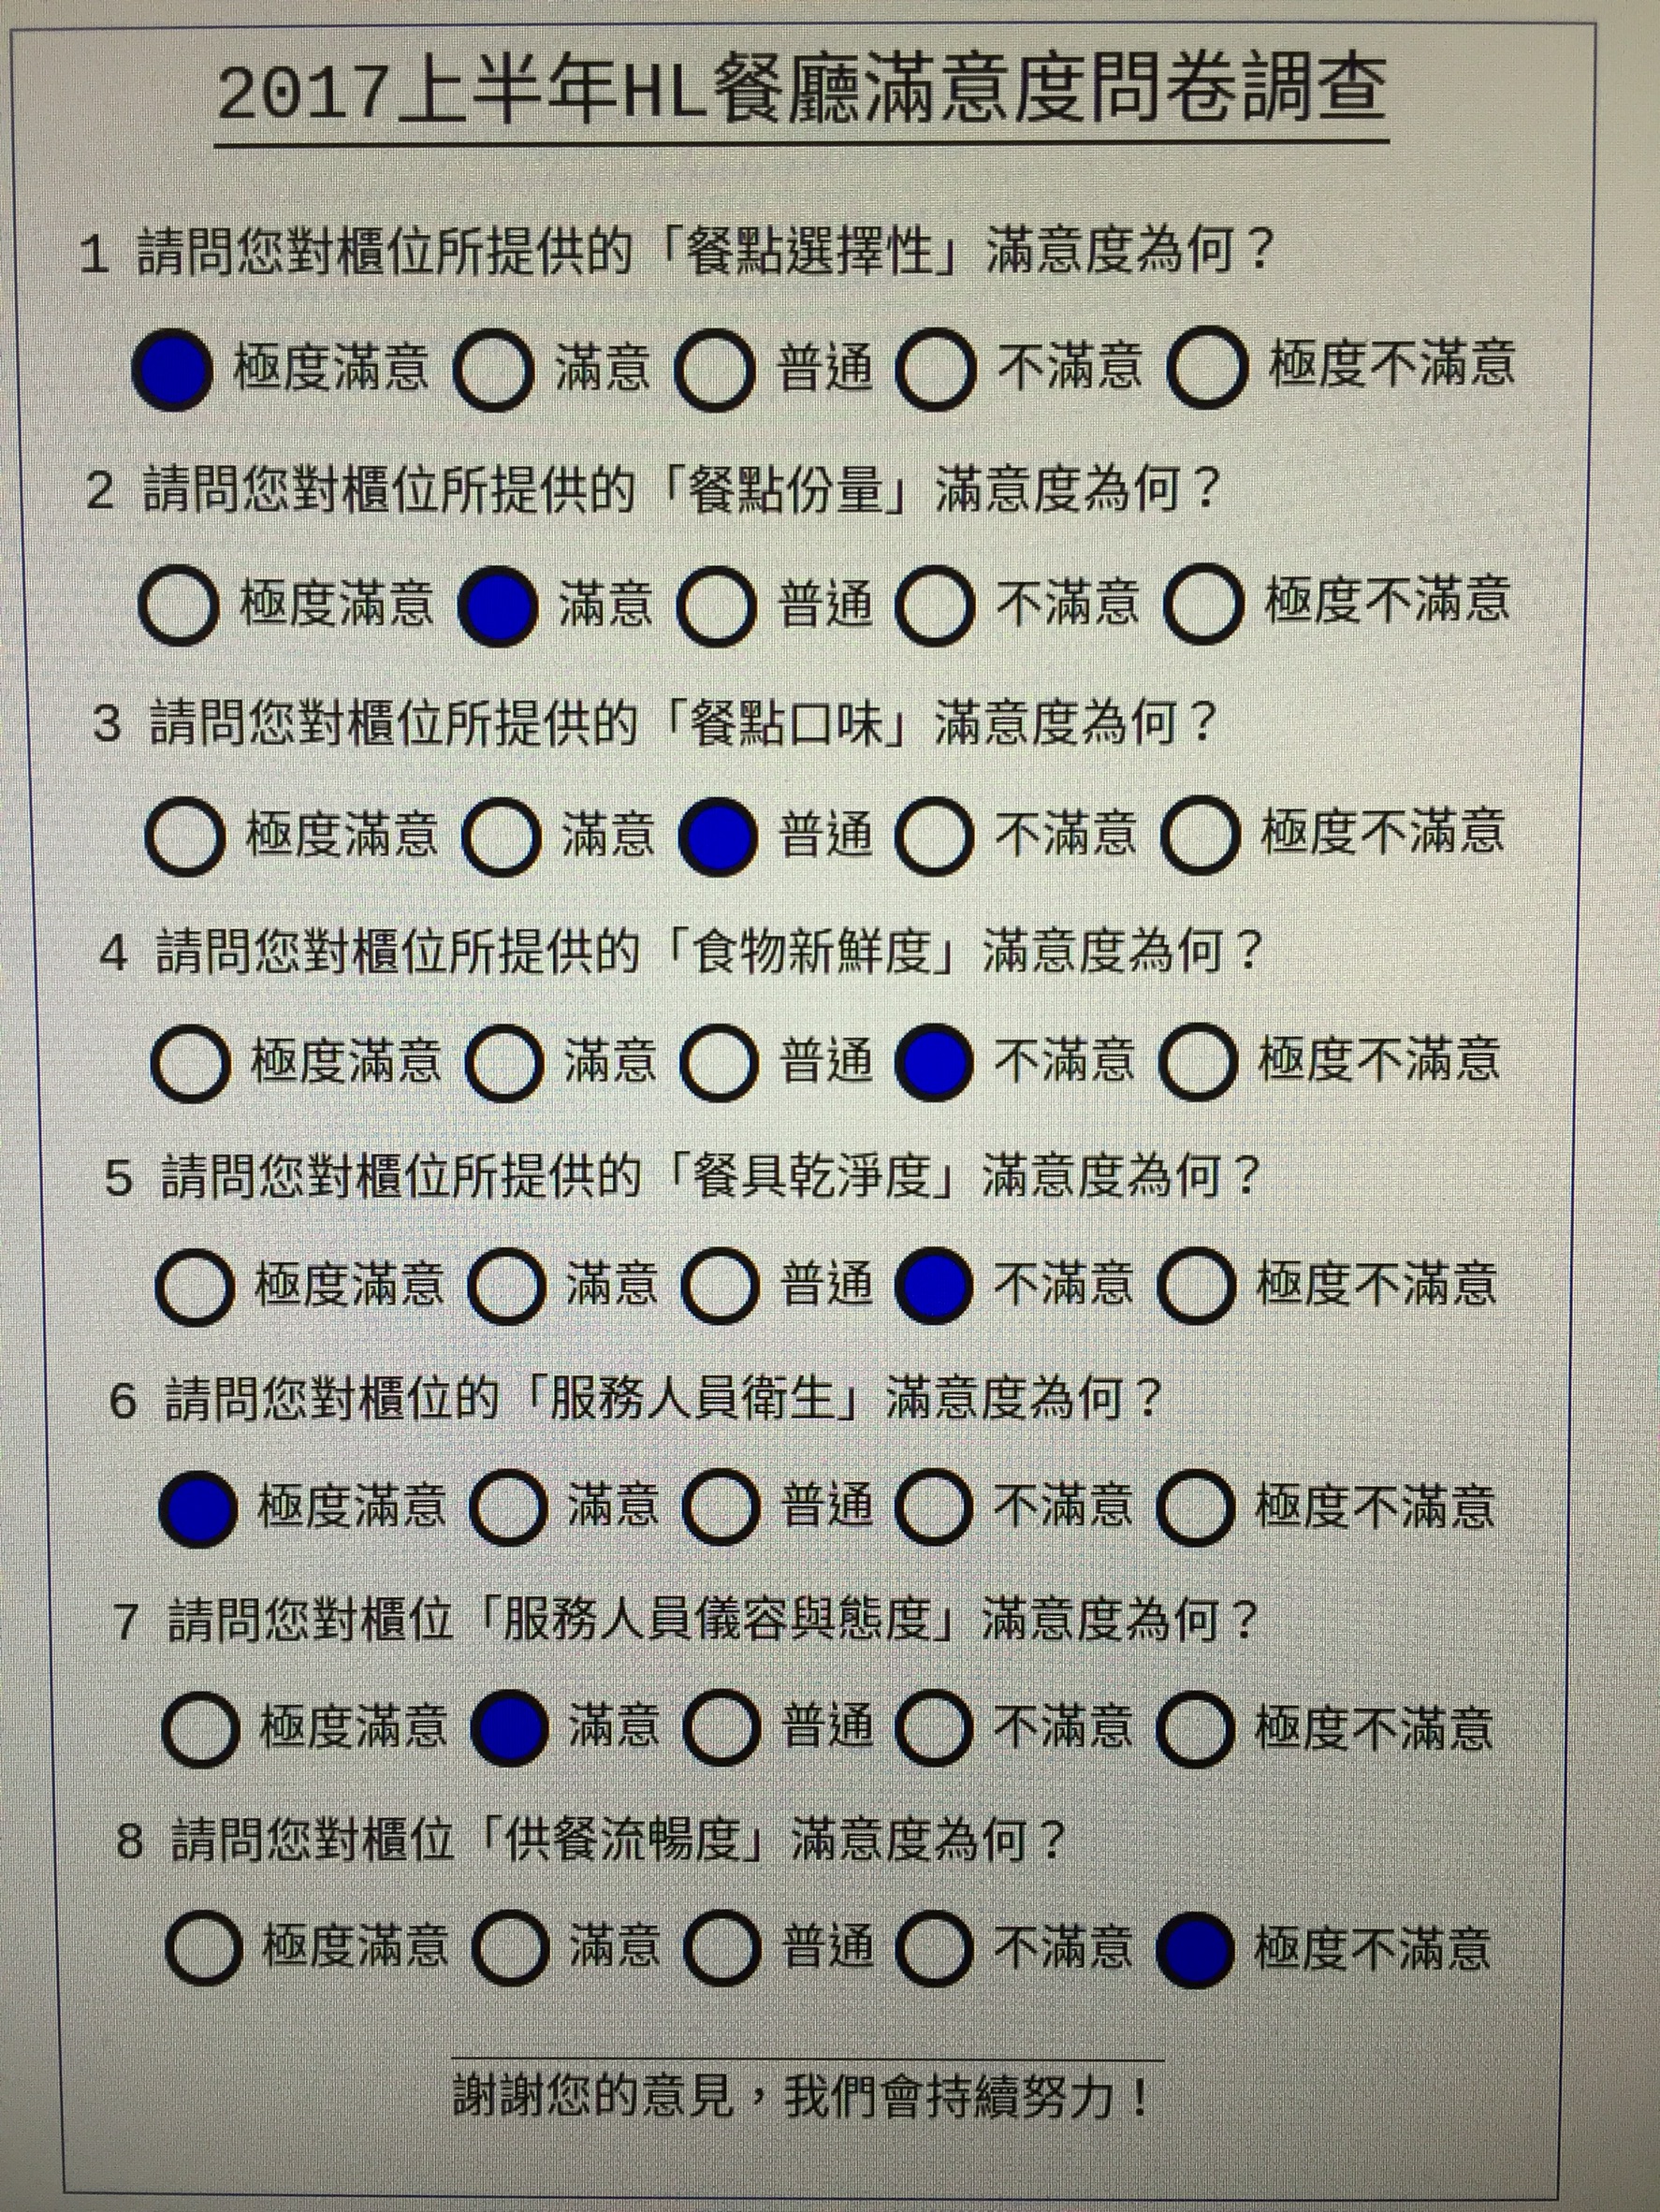 2017上半年HL餐廳滿意度問卷調查
1 請問您對櫃位所提供的「餐點選擇性」滿意度為何？
極度滿意 滿意 普通 不滿意 極度不滿意
2 請問您對櫃位所提供的「餐點份量」滿意度為何？
極度滿意 滿意 普通 不滿意 極度不滿意
3 請問您對櫃位所提供的「餐點口味」滿意度為何？
極度滿意 滿意 普通 不滿意 極度不滿意
4 請問您對櫃位所提供的「食物新鮮度」滿意度為何？
極度滿意 滿意 普通 不滿意 極度不滿意
5 請問您對櫃位所提供的「餐具乾淨度」滿意度為何？
極度滿意 滿意 普通 不滿意 極度不滿意
6 請問您對櫃位的「服務人員衛生」滿意度為何？
極度滿意 滿意 普通 不滿意 極度不滿意
7 請問您對櫃位「服務人員儀容與態度」滿意度為何？
極度滿意 滿意 普通 不滿意 極度不滿意
8 請問您對櫃位「供餐流暢度」滿意度為何？
極度滿意 滿意 普通 不滿意 極度不滿意
謝謝您的意見，我們會持續努力！